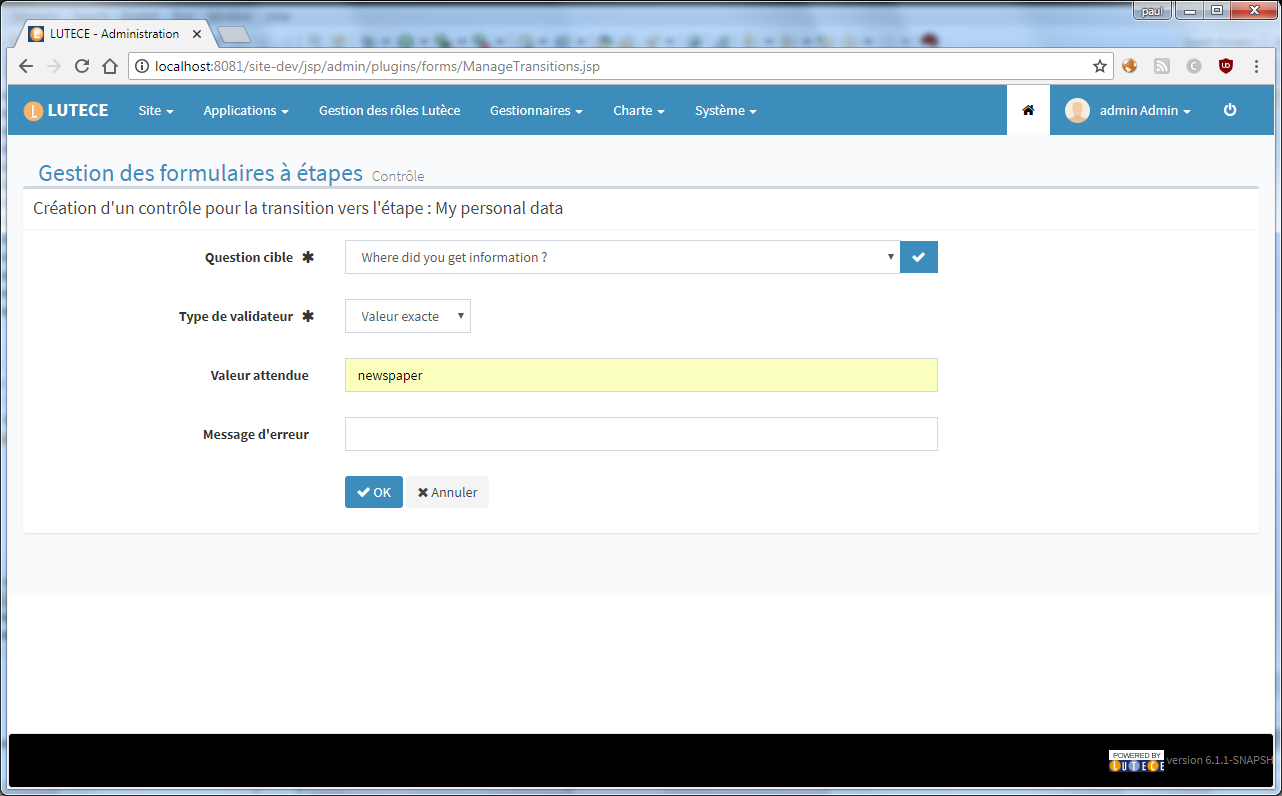 paul
LUTECE - Administration
localhost:8081/site-dev/jsp/admin/plugins/forms/ManageTransitions.jsp
LUTECE Site Applications Gestion des rôles Lutèce Gestionnaires Charte Système admin Admin
Gestion des formulaires à étapes Contrôle
Création d'un contrôle pour la transition vers l'étape : My personal data
Question cible ✱ Where did you get information ?
Type de validateur ✱ Valeur exacte
Valeur attendue newspaper
Message d'erreur
OK Annuler
POWERED BY
LUTECE version 6.1.1-SNAPSH